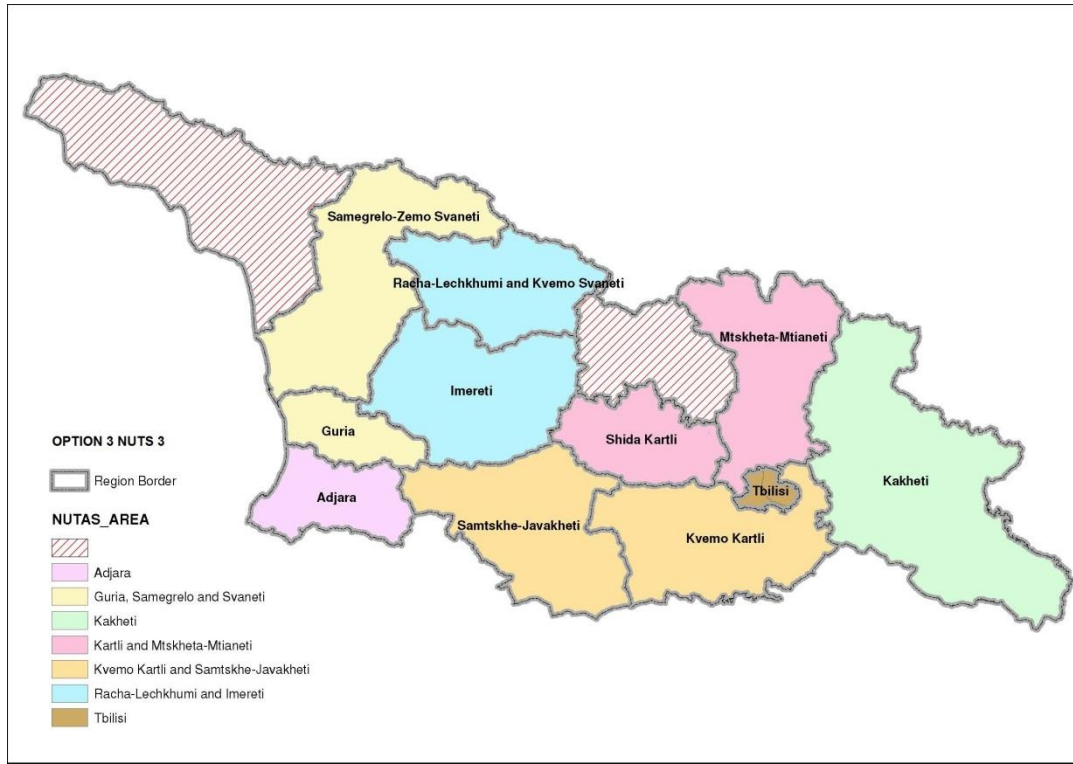 Samegrelo-Zemo Svaneti
Racha-Lechkhumi and Kvemo Svaneti
Mtskheta-Mtianeti
Imereti
Guria
Shida Kartli
Kakheti
Tbilisi
Adjara
Samtskhe-Javakheti
Kvemo Kartli
OPTION 3 NUTS 3
Region Border
NUTAS_AREA
Adjara
Guria, Samegrelo and Svaneti
Kakheti
Kartli and Mtskheta-Mtianeti
Kvemo Kartli and Samtskhe-Javakheti
Racha-Lechkhumi and Imereti
Tbilisi